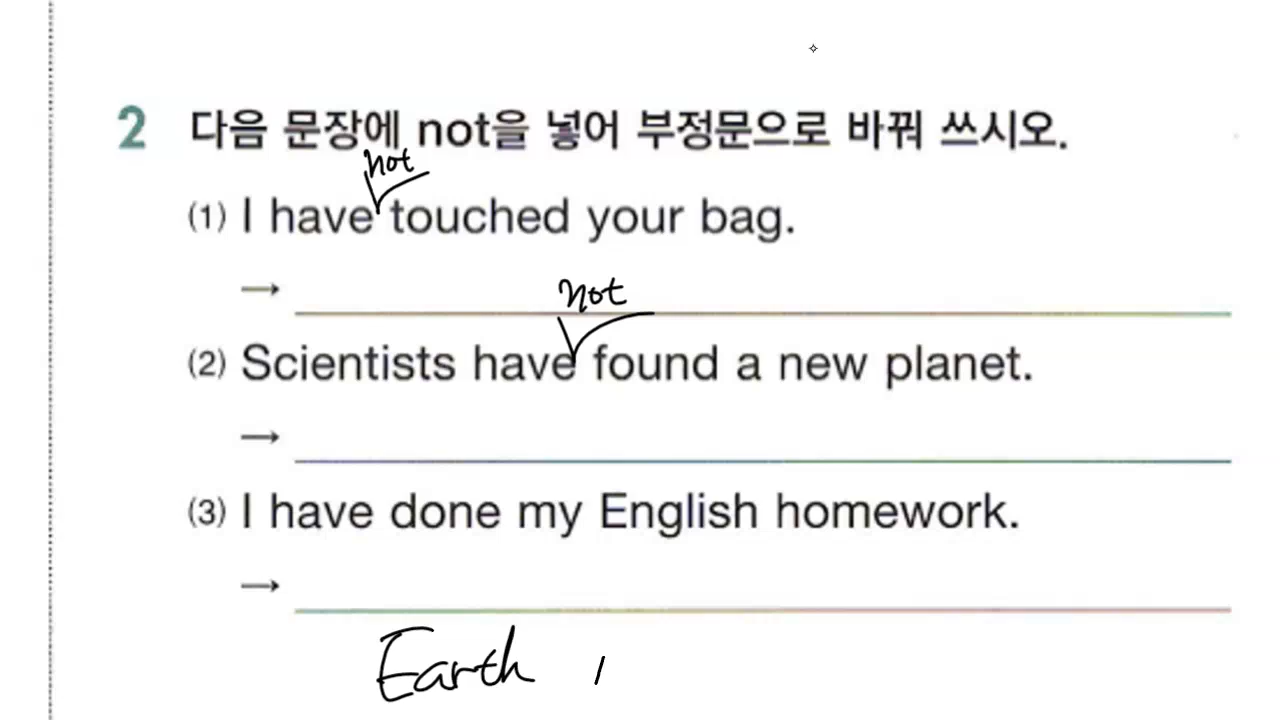 2 다음 문장에 not을 넣어 부정문으로 바꿔 쓰시오.
not
(1) I have touched your bag.
→
not
(2) Scientists have found a new planet.
→
(3) I have done my English homework.
→
Earth